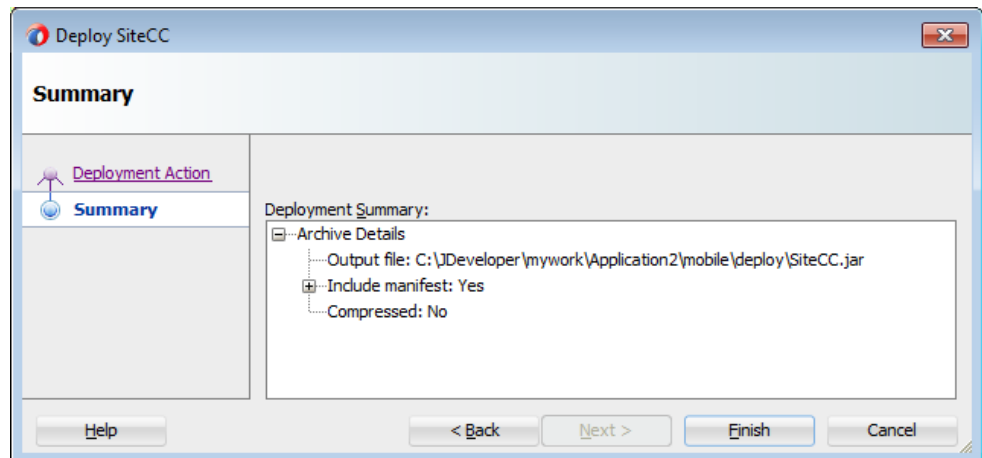 Deploy SiteCC
Summary
Deployment Action
Summary
Deployment Summary:
Archive Details
Output file: C:\JDeveloper\mywork\Application2\mobile\deploy\SiteCC.jar
Include manifest: Yes
Compressed: No
Help
< Back
Next >
Finish
Cancel